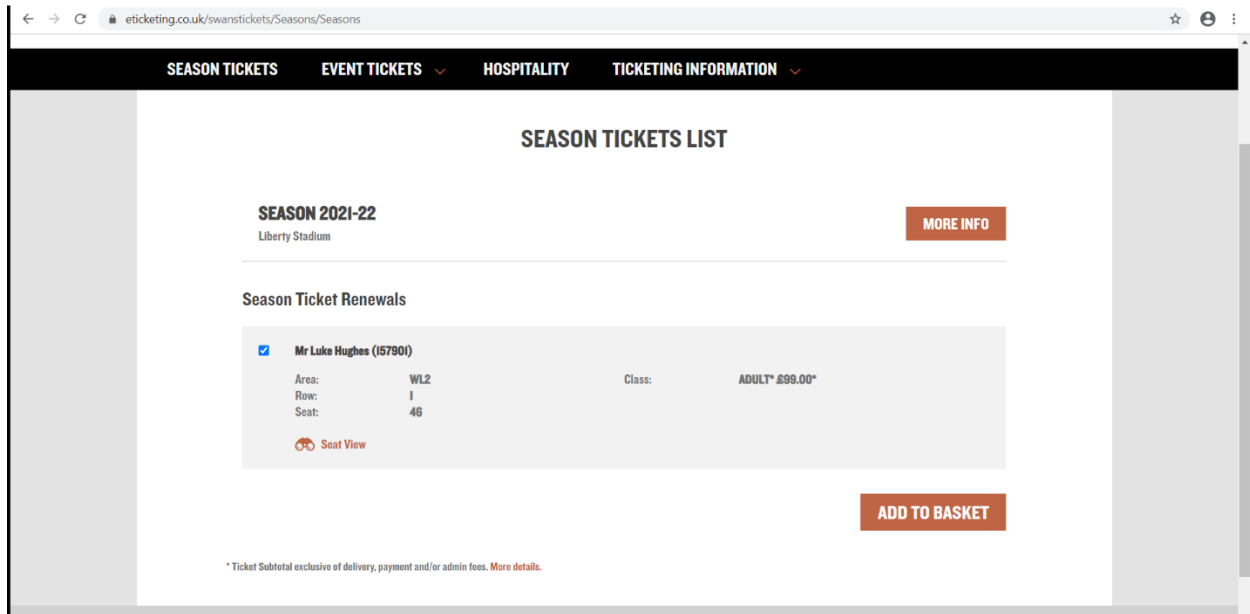 eticketing.co.uk/swanstickets/Seasons/Seasons
SEASON TICKETS EVENT TICKETS HOSPITALITY TICKETING INFORMATION
SEASON TICKETS LIST
SEASON 2021-22
MORE INFO
Liberty Stadium
Season Ticket Renewals
Mr Luke Hughes (157901)
Area: WL2 Class: ADULT* £99.00*
Row: I
Seat: 46
Seat View
ADD TO BASKET
* Ticket Subtotal exclusive of delivery, payment and/or admin fees. More details.